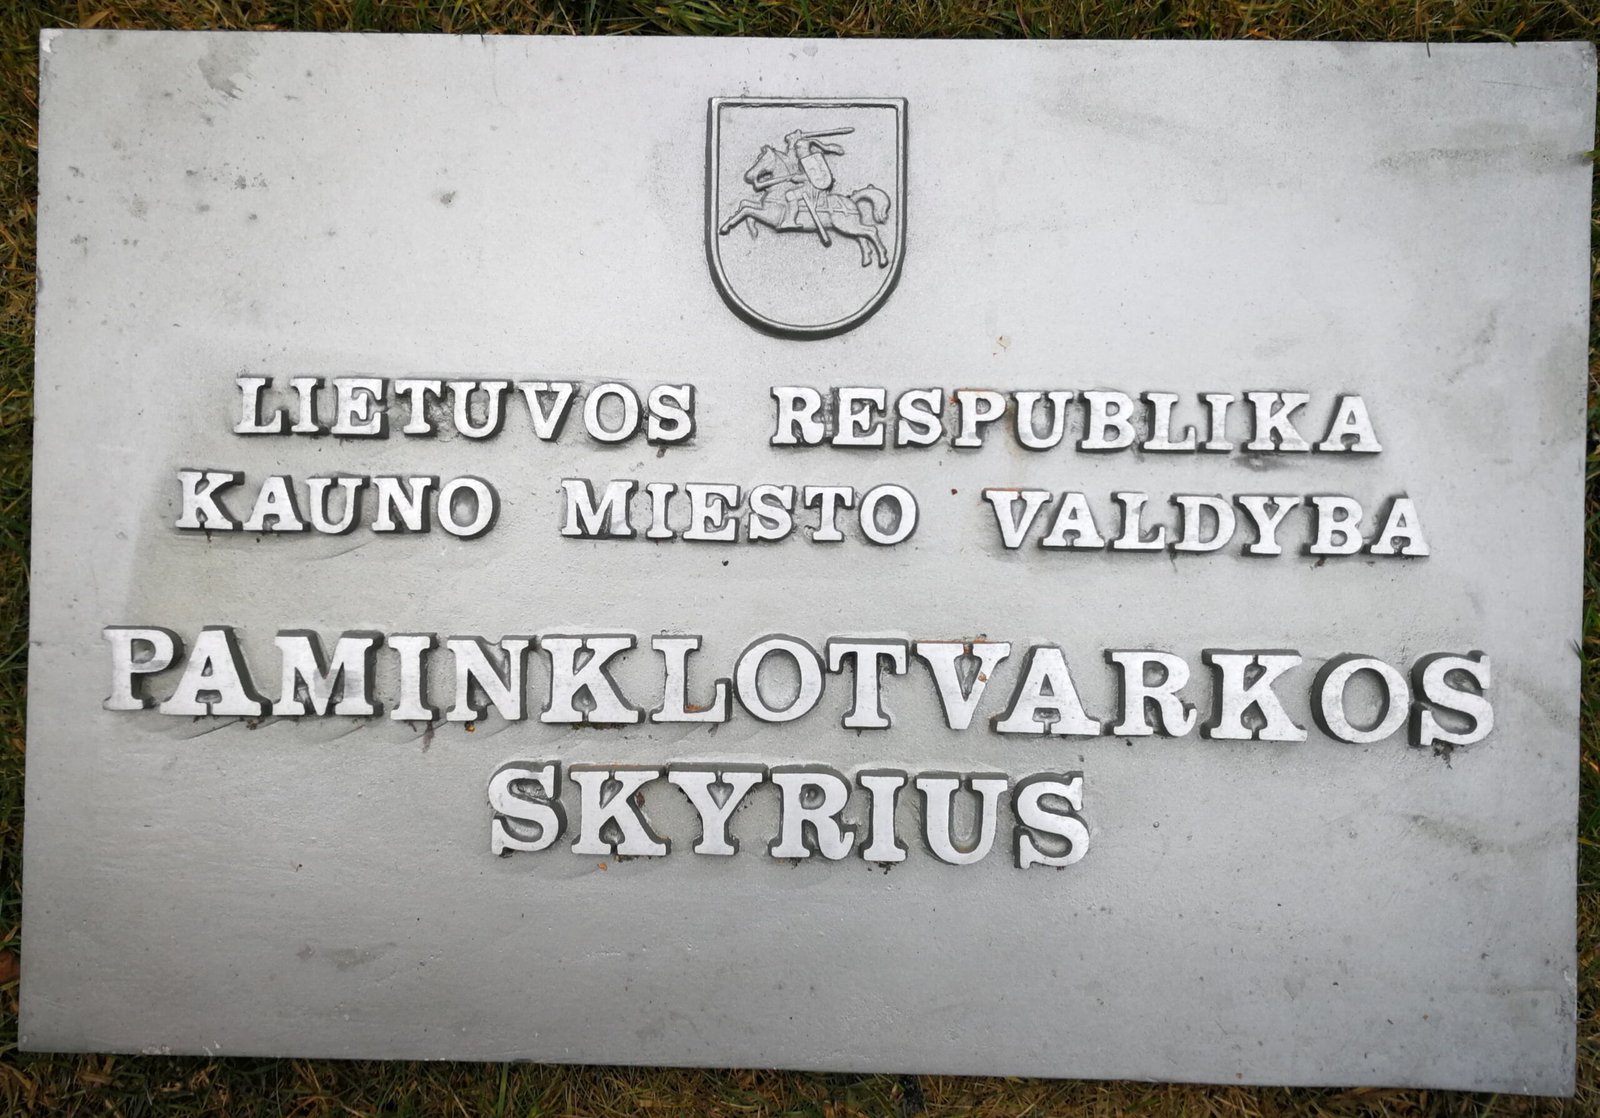 LIETUVOS RESPUBLIKA
KAUNO MIESTO VALDYBA
PAMINKLOTVARKOS
SKYRIUS